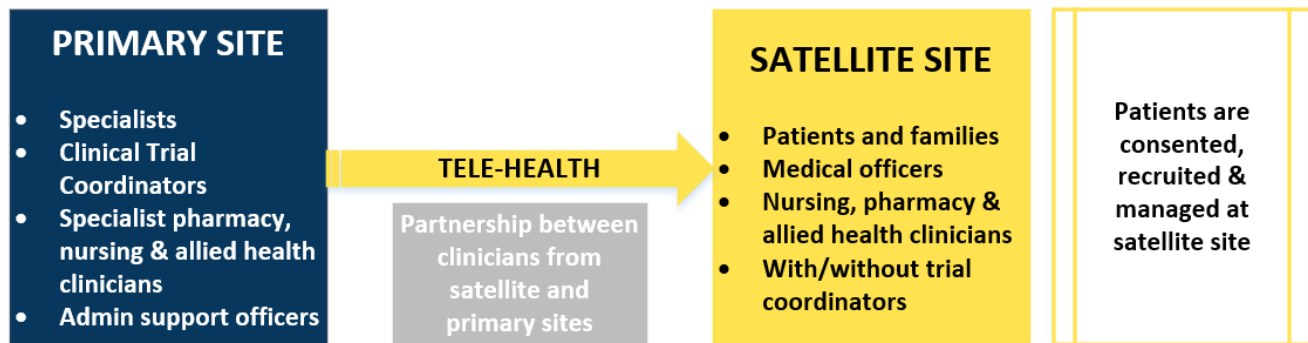 PRIMARY SITE
• Specialists
• Clinical Trial
Coordinators
• Specialist pharmacy,
nursing & allied health
clinicians
• Admin support officers
TELE-HEALTH
Partnership between
clinicians from
satellite and
primary sites
SATELLITE SITE
• Patients and families
• Medical officers
• Nursing, pharmacy &
allied health clinicians
• With/without trial
coordinators
Patients are
consented,
recruited &
managed at
satellite site